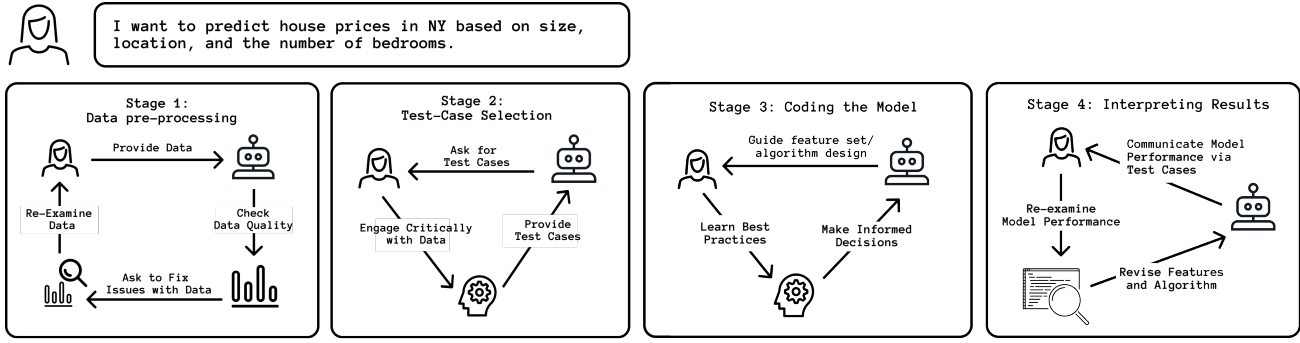 I want to predict house prices in NY based on size,
location, and the number of bedrooms.
Stage 1:
Data pre-processing
Provide Data
Re-Examine
Data
Check
Data Quality
Ask to Fix
Issues with Data
Stage 2:
Test-Case Selection
Ask for
Test Cases
Engage Critically
with Data
Provide
Test Cases
Stage 3: Coding the Model
Guide feature set/
algorithm design
Learn Best
Practices
Make Informed
Decisions
Stage 4: Interpreting Results
Communicate Model
Performance via
Test Cases
Re-examine
Model Performance
Revise Features
and Algorithm